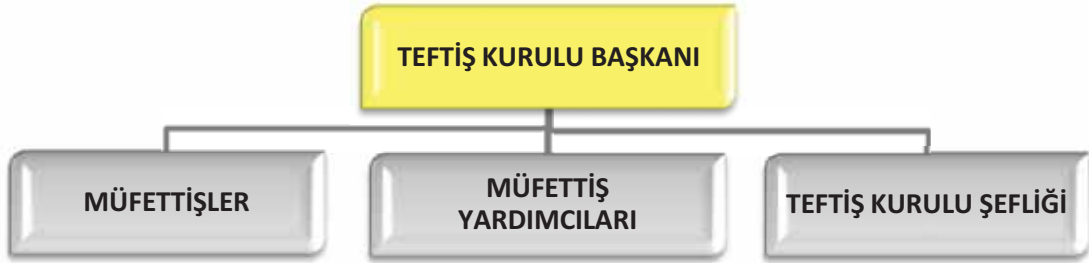 TEFTİŞ KURULU BAŞKANI
MÜFETTİŞLER
MÜFETTİŞ
YARDIMCILARI
TEFTİŞ KURULU ŞEFLİĞİ